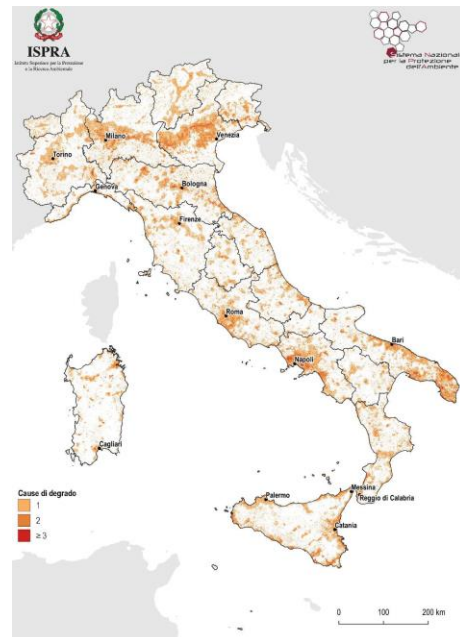 ISPRA
Istituto Superiore per la Protezione
e la Ricerca Ambientale
Sistema Nazionale
per la Protezione
dell'Ambiente
Milano
Venezia
Torino
Genova
Bologna
Firenze
Roma
Napoli
Bari
Cagliari
Messina
Palermo
Reggio di Calabria
Catania
Cause di degrado
1
2
≥ 3
0 100 200 km